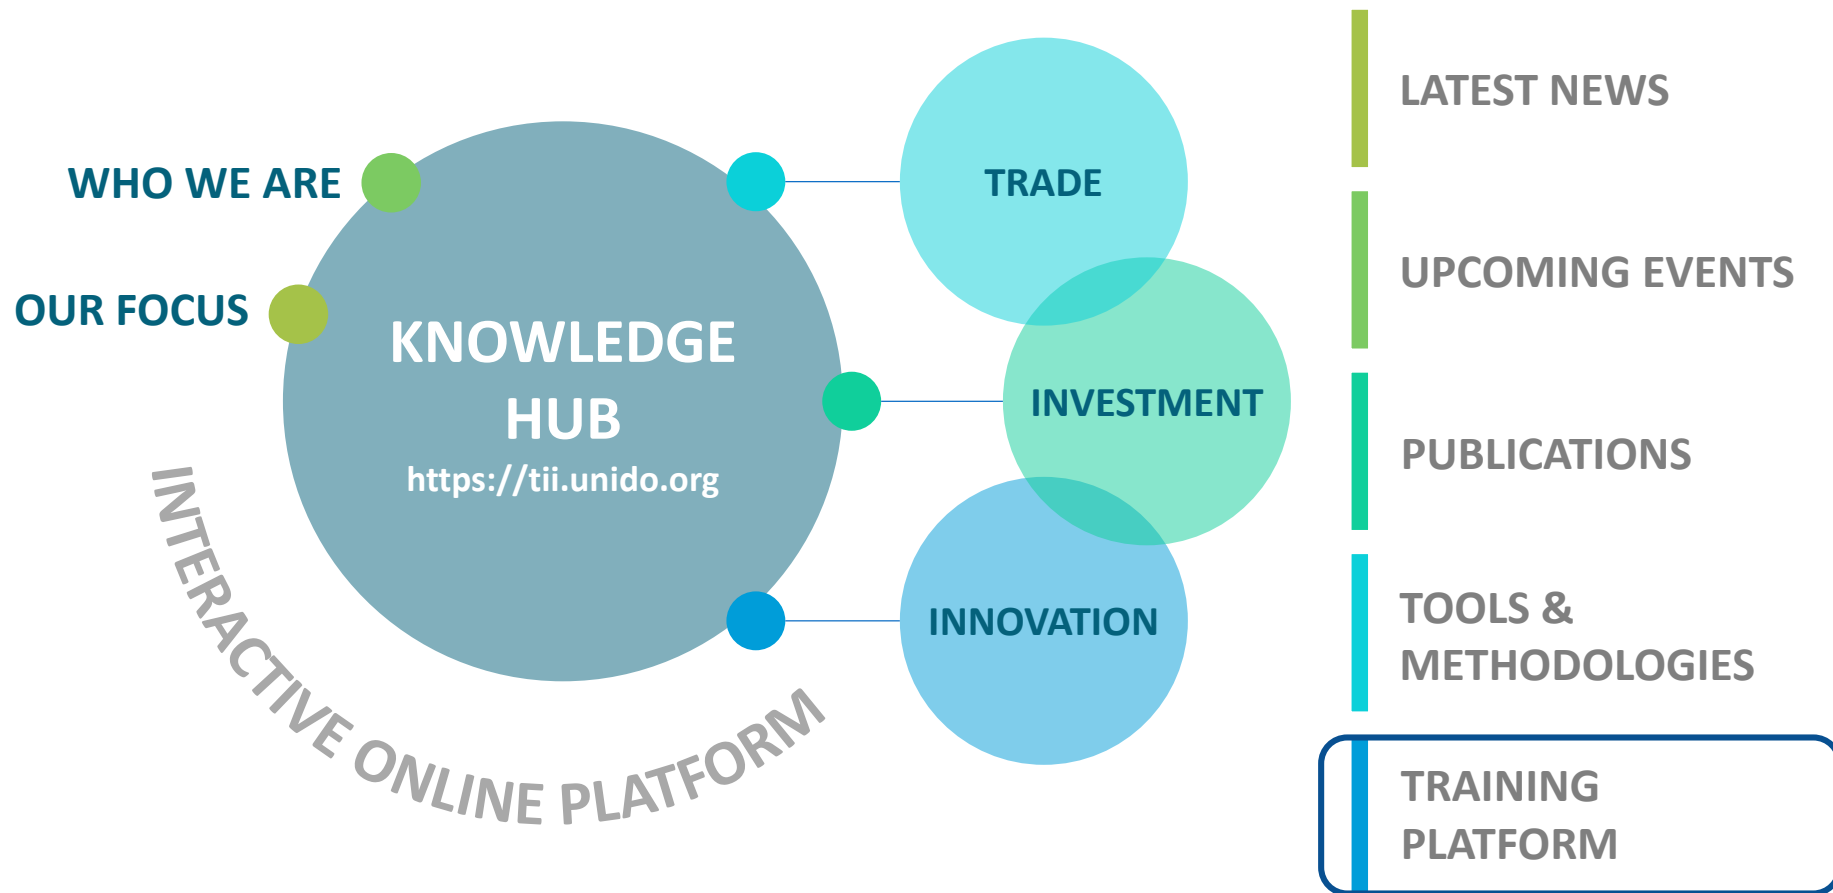 WHO WE ARE
OUR FOCUS
KNOWLEDGE
HUB
https://tii.unido.org
INTERACTIVE ONLINE PLATFORM
TRADE
INVESTMENT
INNOVATION
LATEST NEWS
UPCOMING EVENTS
PUBLICATIONS
TOOLS &
METHODOLOGIES
TRAINING
PLATFORM